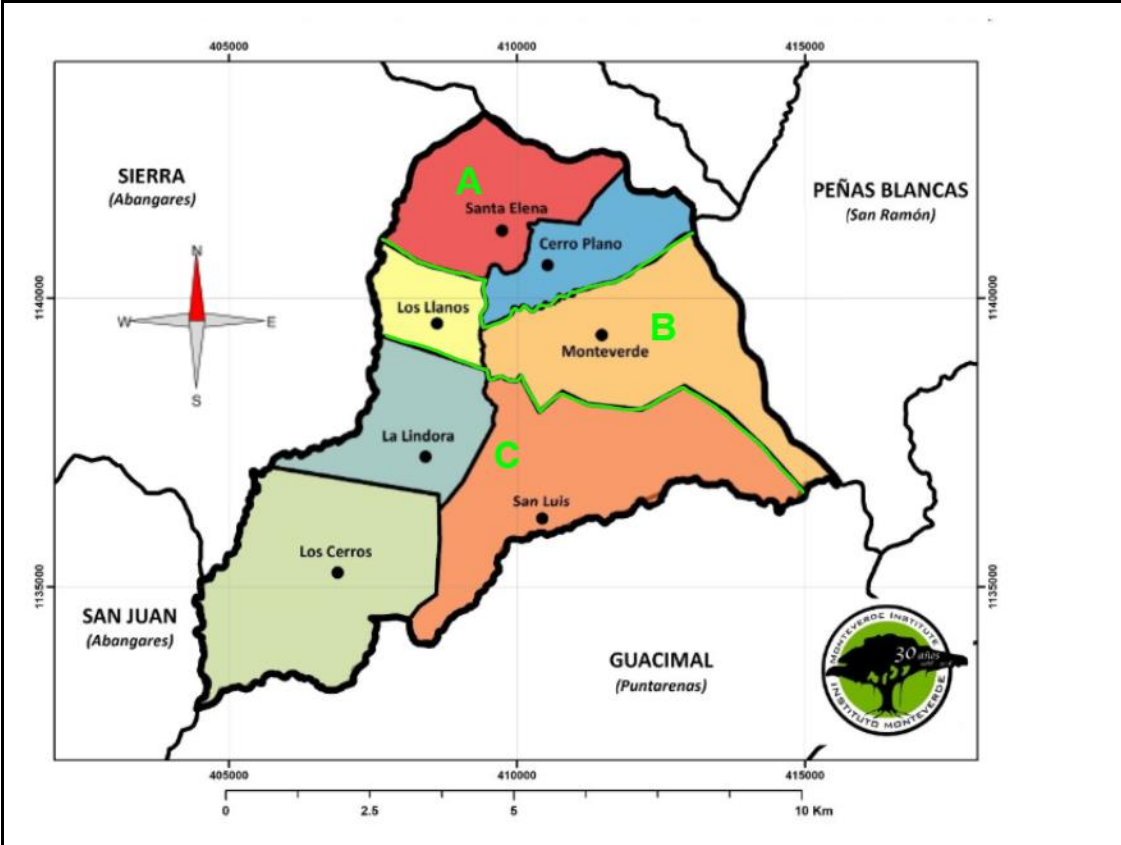 405000
410000
415000
SIERRA
(Abangares)
PEÑAS BLANCAS
(San Ramón)
A
Santa Elena
Cerro Plano
N
W
E
S
1140000
1140000
Los Llanos
B
Monteverde
La Lindora
C
San Luis
Los Cerros
1135000
1135000
SAN JUAN
(Abangares)
GUACIMAL
(Puntarenas)
MONTEVERDE INSTITUTE
30 años
INSTITUTO MONTEVERDE
405000
410000
415000
0
2.5
5
10 Km